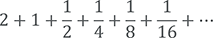 2 + 1 + 1/2 + 1/4 + 1/8 + 1/16 + ⋯